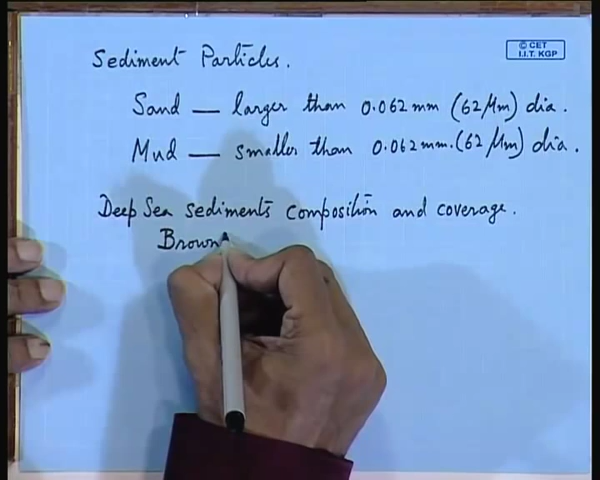 Sediment Particles.
© CET
I.I.T. KGP
Sand — larger than 0.062 mm (62 μm) dia.
Mud — smaller than 0.062 mm. (62 μm) dia.
Deep Sea sediments composition and coverage.
Brown